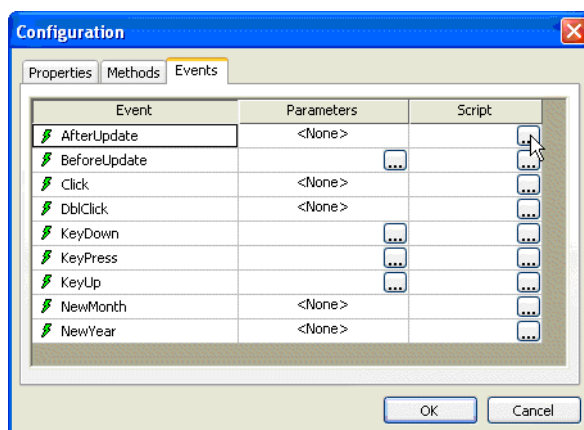 Configuration
Properties Methods Events
Event Parameters Script
AfterUpdate <None> ...
BeforeUpdate ... ...
Click <None> ...
DblClick <None> ...
KeyDown ... ...
KeyPress ... ...
KeyUp ... ...
NewMonth <None> ...
NewYear <None> ...
OK Cancel